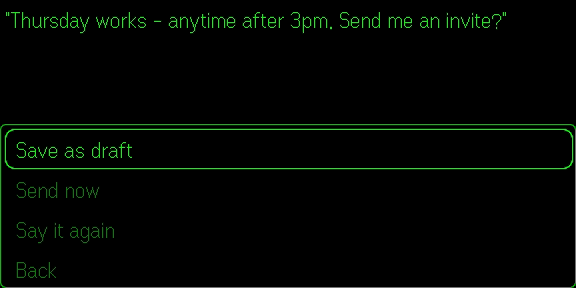 "Thursday works - anytime after 3pm. Send me an invite?"
Save as draft
Send now
Say it again
Back